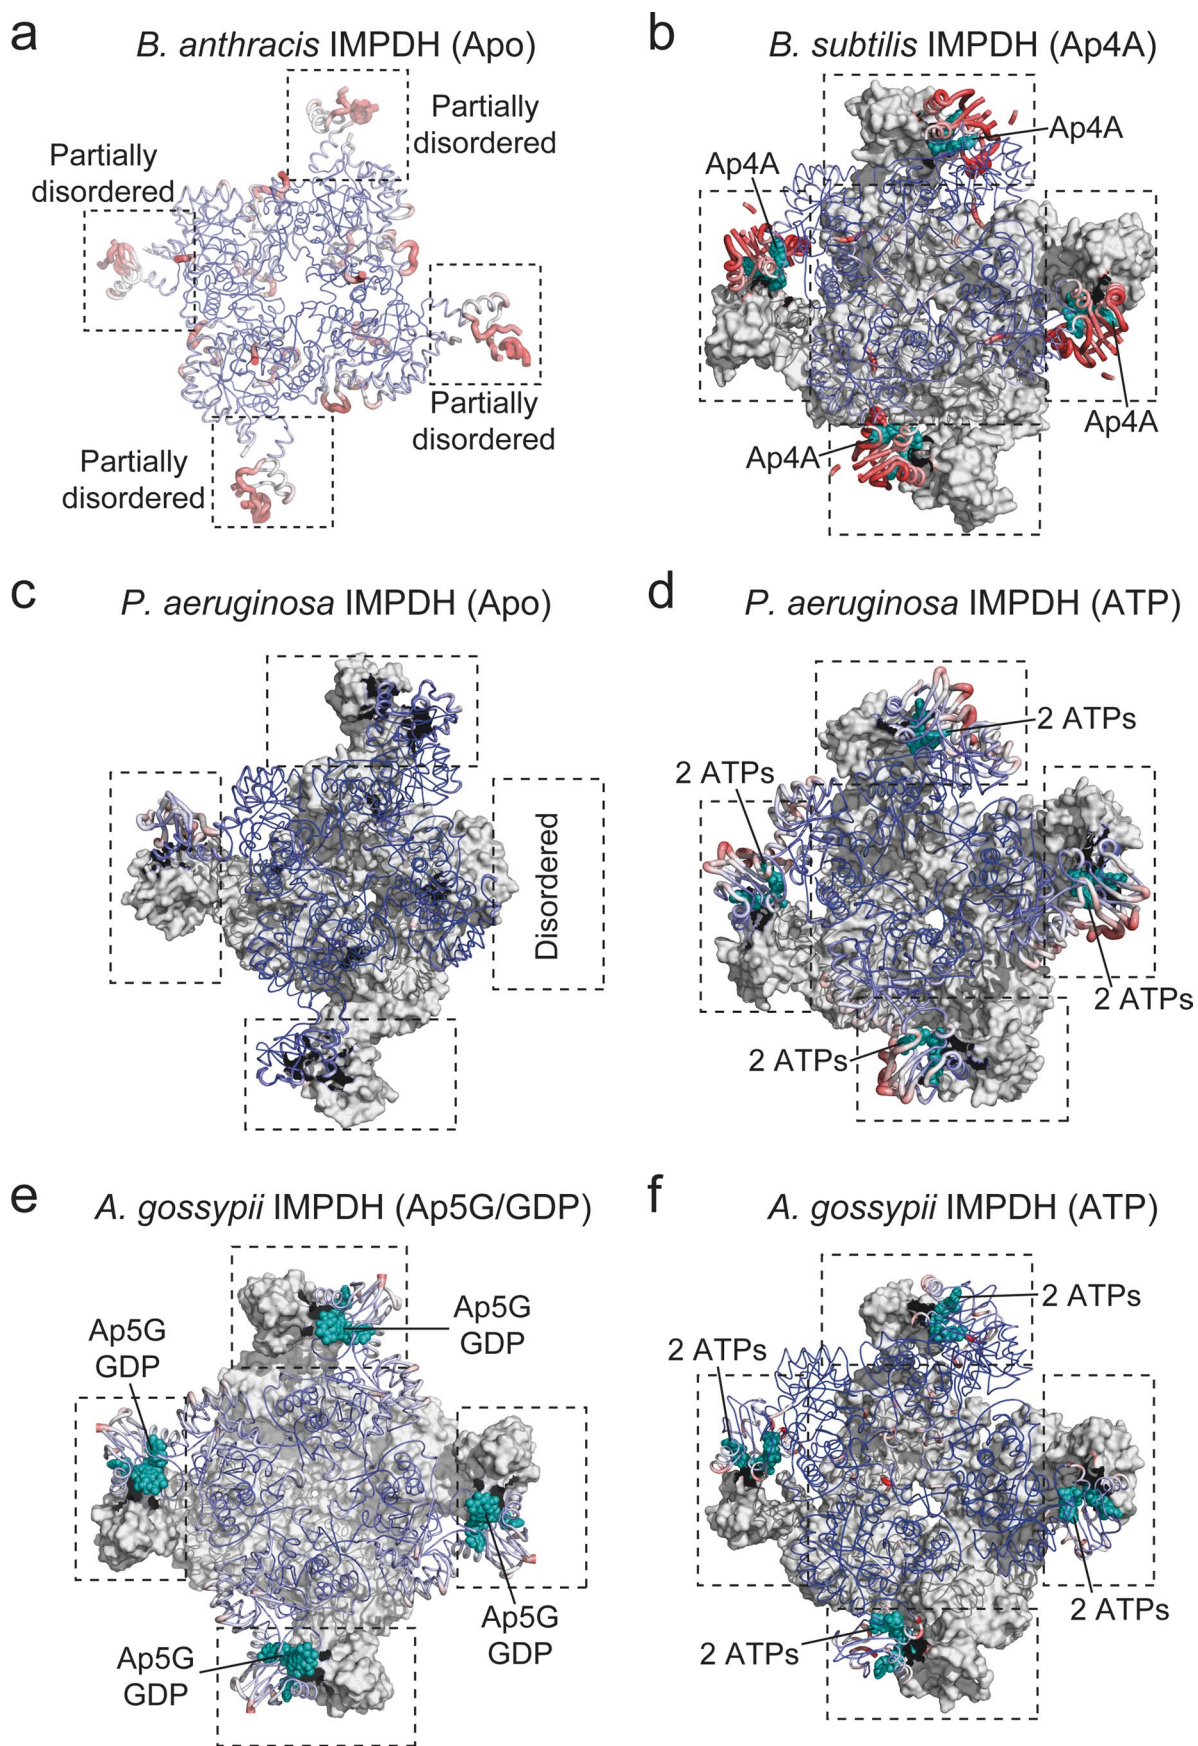 a
B. anthracis IMPDH (Apo)
Partially
disordered
Partially
disordered
Partially
disordered
Partially
disordered
b
B. subtilis IMPDH (Ap4A)
Ap4A
Ap4A
Ap4A
Ap4A
c
P. aeruginosa IMPDH (Apo)
Disordered
d
P. aeruginosa IMPDH (ATP)
2 ATPs
2 ATPs
2 ATPs
2 ATPs
e
A. gossypii IMPDH (Ap5G/GDP)
Ap5G
GDP
Ap5G
GDP
Ap5G
GDP
Ap5G
GDP
f
A. gossypii IMPDH (ATP)
2 ATPs
2 ATPs
2 ATPs
2 ATPs